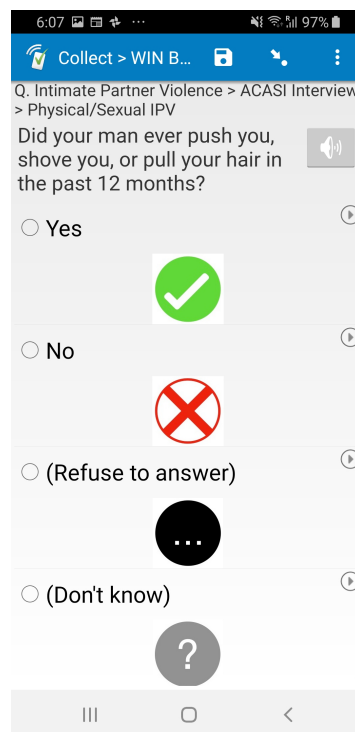 6:07 ... 97%
Collect > WIN B...
Q. Intimate Partner Violence > ACASI Interview
> Physical/Sexual IPV
Did your man ever push you,
shove you, or pull your hair in
the past 12 months?
Yes
No
(Refuse to answer)
...
(Don't know)
?